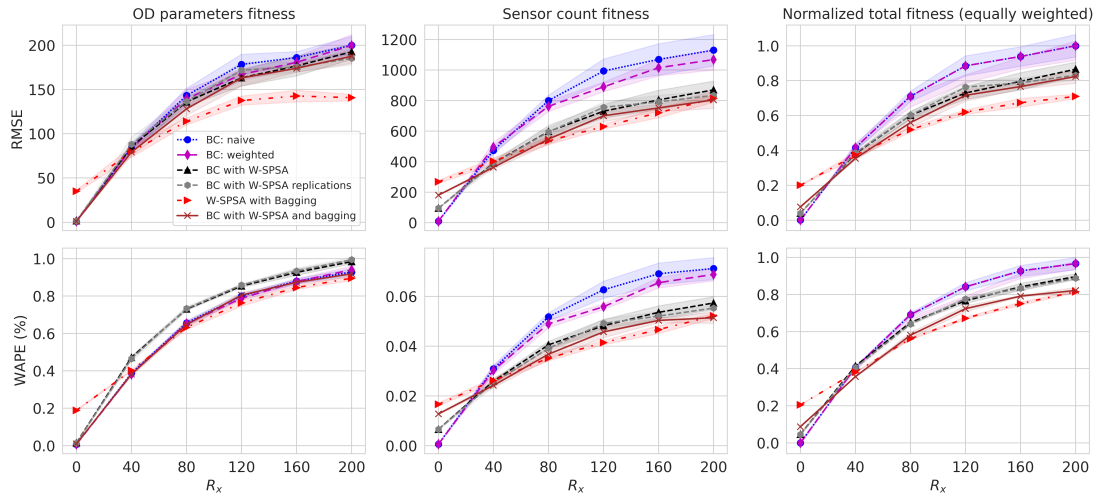 OD parameters fitness
Sensor count fitness
Normalized total fitness (equally weighted)
RMSE
200
150
100
50
0
BC: naive
BC: weighted
BC with W-SPSA
BC with W-SPSA replications
W-SPSA with Bagging
BC with W-SPSA and bagging
1200
1000
800
600
400
200
0
1.0
0.8
0.6
0.4
0.2
0.0
WAPE (%)
1.0
0.8
0.6
0.4
0.2
0.0
0 40 80 120 160 200
Rx
0.06
0.04
0.02
0.00
0 40 80 120 160 200
Rx
1.0
0.8
0.6
0.4
0.2
0.0
0 40 80 120 160 200
Rx